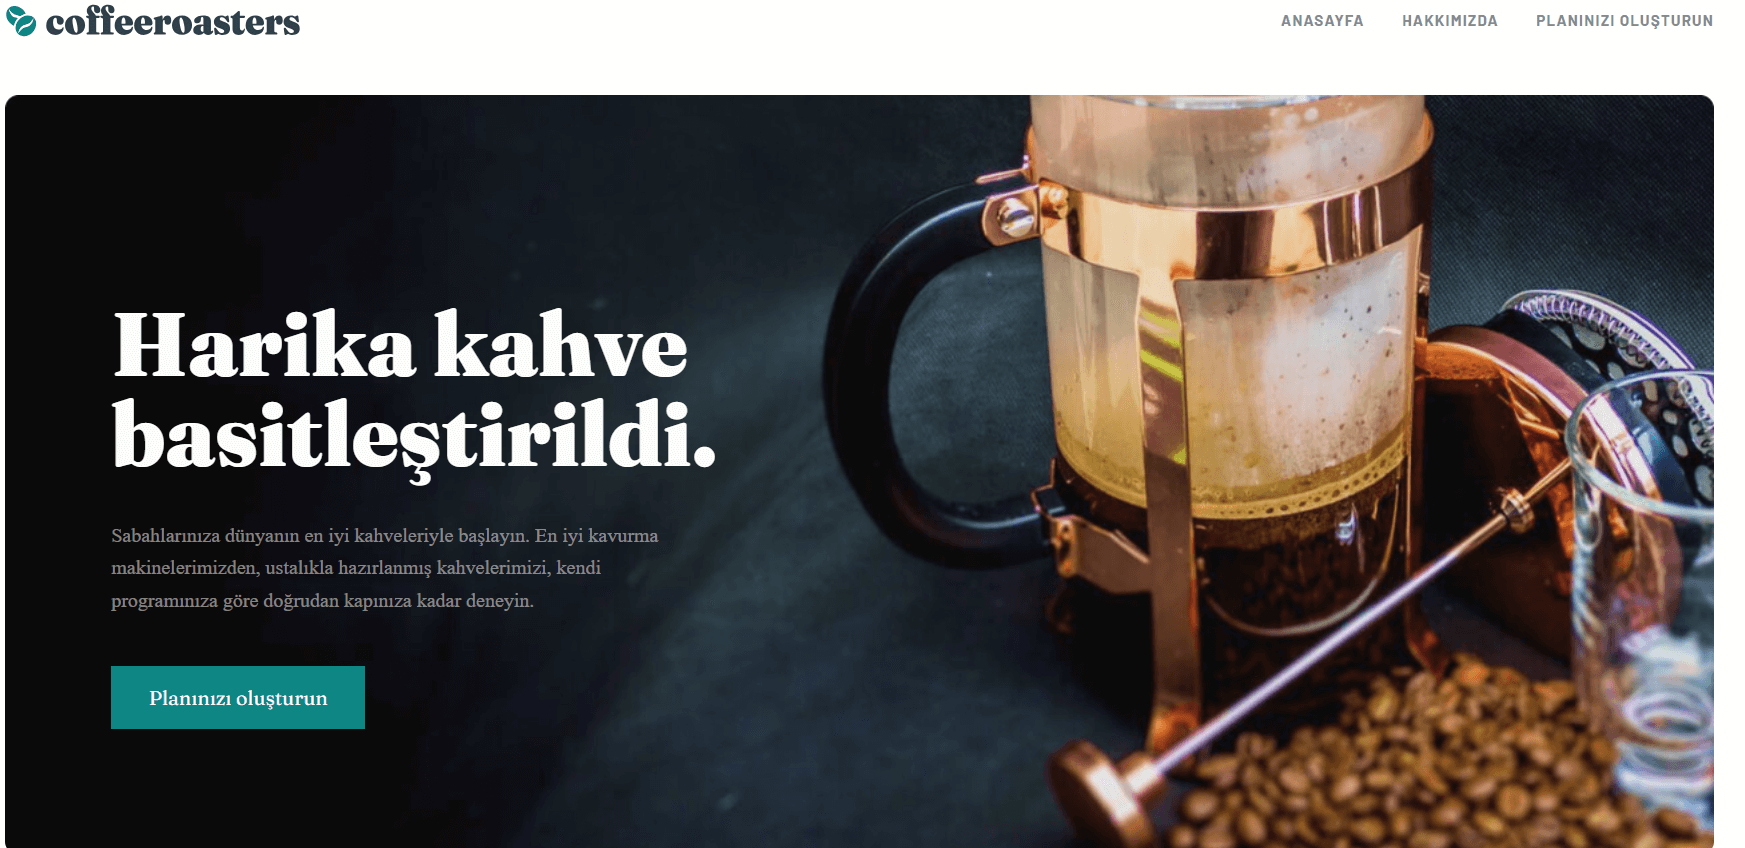 coffeeroasters
ANASAYFA
HAKKIMIZDA
PLANINIZI OLUŞTURUN
Harika kahve
basitleştirildi.
Sabahlarınıza dünyanın en iyi kahveleriyle başlayın. En iyi kavurma
makinelerimizden, ustalıkla hazırlanmış kahvelerimizi, kendi
programınıza göre doğrudan kapınıza kadar deneyin.
Planınızı oluşturun